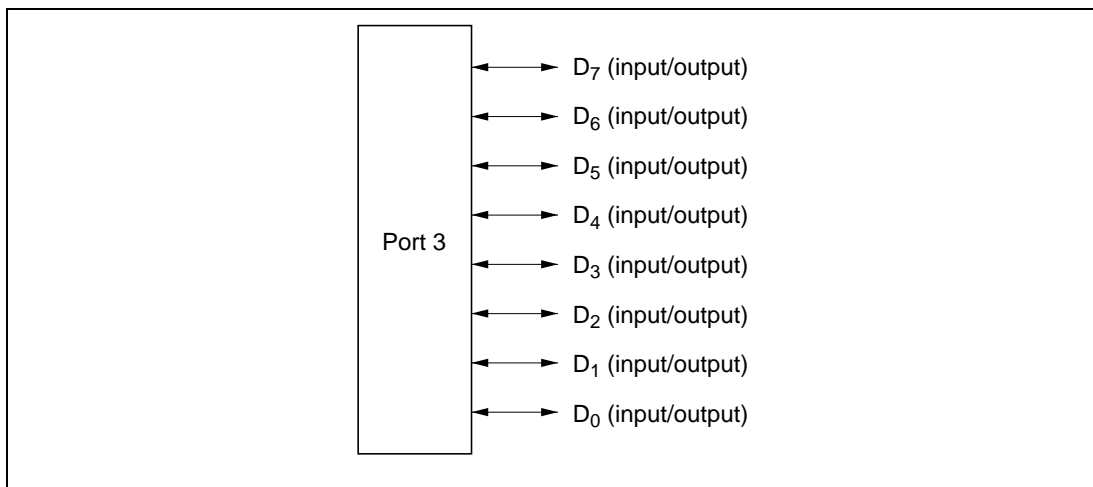 D7 (input/output)
D6 (input/output)
D5 (input/output)
D4 (input/output)
Port 3
D3 (input/output)
D2 (input/output)
D1 (input/output)
D0 (input/output)